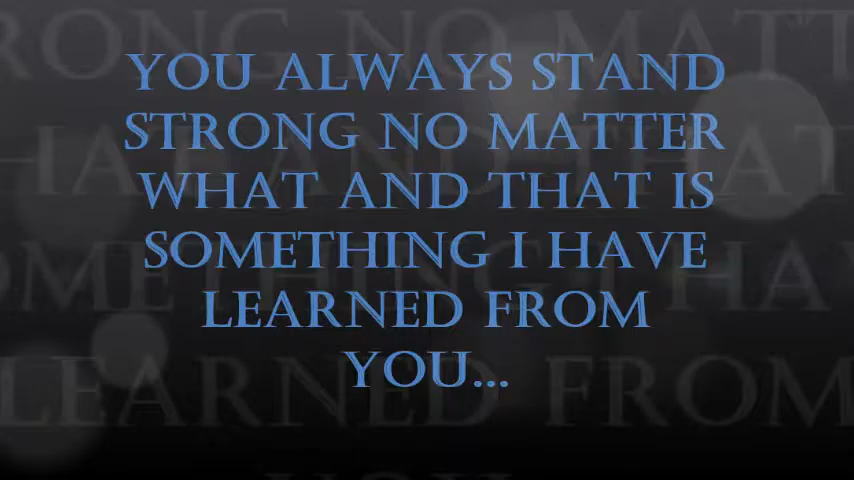 YOU ALWAYS STAND
STRONG NO MATTER
WHAT AND THAT IS
SOMETHING I HAVE
LEARNED FROM
YOU...